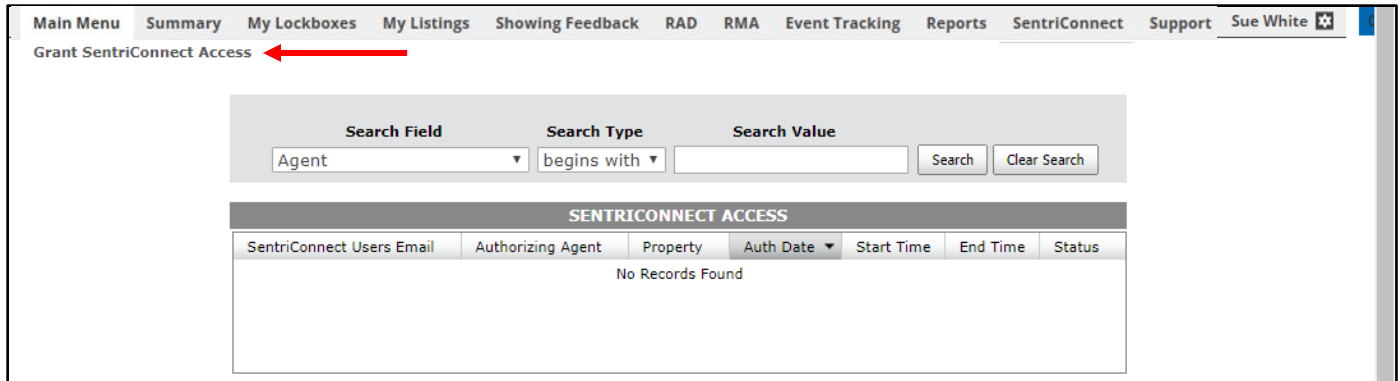 Main Menu Summary My Lockboxes My Listings Showing Feedback RAD RMA Event Tracking Reports SentriConnect Support Sue White
Grant SentriConnect Access
Search Field Search Type Search Value
Agent begins with Search Clear Search
SENTRICONNECT ACCESS
SentriConnect Users Email Authorizing Agent Property Auth Date Start Time End Time Status
No Records Found